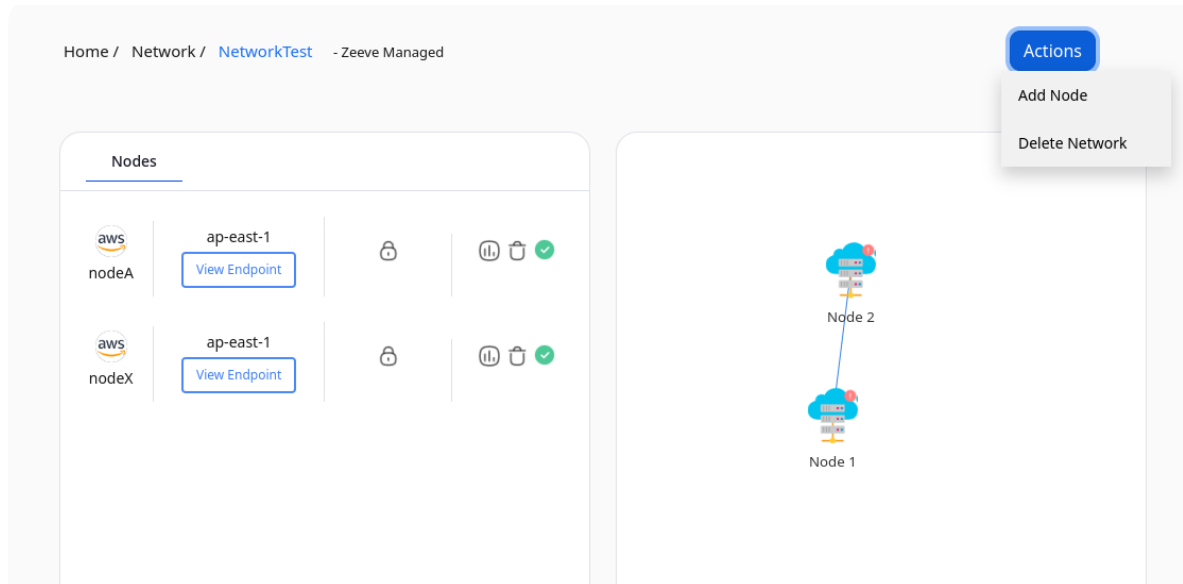 Home / Network / NetworkTest - Zeeve Managed
Actions
Add Node
Delete Network
Nodes
aws
nodeA
ap-east-1
View Endpoint
aws
nodeX
ap-east-1
View Endpoint
Node 2
Node 1